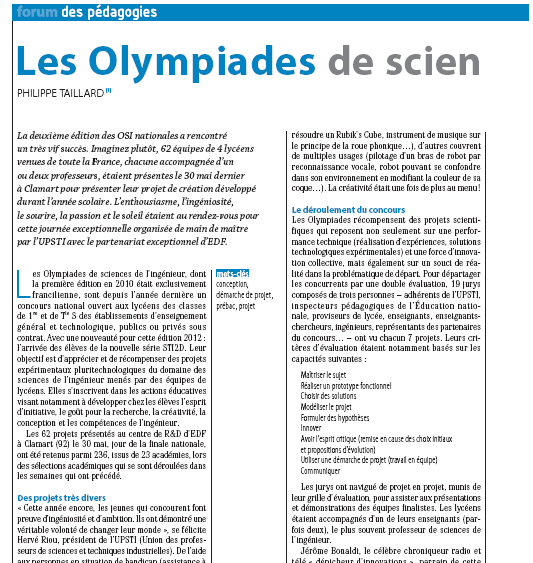 forum des pédagogies
Les Olympiades de scien
PHILIPPE TAILLARD [1]
La deuxième édition des OSI nationales a rencontré
un très vif succès. Imaginez plutôt, 62 équipes de 4 lycéens
venues de toute la France, chacune accompagnée d'un
ou deux professeurs, étaient présentes le 30 mai dernier
à Clamart pour présenter leur projet de création développé
durant l'année scolaire. L'enthousiasme, l'ingéniosité,
le sourire, la passion et le soleil étaient au rendez-vous pour
cette journée exceptionnelle organisée de main de maître
par l'UPSTI avec le partenariat exceptionnel d'EDF.
Les Olympiades de sciences de l'ingénieur, dont
la première édition en 2010 était exclusivement
francilienne, sont depuis l'année dernière un
concours national ouvert aux lycéens des classes
de 1re et de Tle S des établissements d'enseignement
général et technologique, publics ou privés sous
contrat. Avec une nouveauté pour cette édition 2012 :
l'arrivée des élèves de la nouvelle série STI2D. Leur
objectif est d'apprécier et de récompenser des projets
expérimentaux pluritechnologiques du domaine des
sciences de l'ingénieur menés par des équipes de
lycéens. Elles s'inscrivent dans les actions éducatives
visant notamment à développer chez les élèves l'esprit
d'initiative, le goût pour la recherche, la créativité, la
conception et les compétences de l'ingénieur.
Les 62 projets présentés au centre de R&D d'EDF
à Clamart (92) le 30 mai, jour de la finale nationale,
ont été retenus parmi 236, issus de 23 académies, lors
des sélections académiques qui se sont déroulées dans
les semaines qui ont précédé.
Des projets très divers
« Cette année encore, les jeunes qui concourent font
preuve d'ingéniosité et d'ambition. Ils ont démontré une
véritable volonté de changer leur monde », se félicite
Hervé Riou, président de l'UPSTI (Union des profes-
seurs de sciences et techniques industrielles). De l'aide
aux personnes en situation de handicap (assistance à
mots-clés
conception,
démarche de projet,
prébac, projet
résoudre un Rubik's Cube, instrument de musique sur
le principe de la roue phonique…), d'autres couvrent
de multiples usages (pilotage d'un bras de robot par
reconnaissance vocale, robot pouvant se confondre
dans son environnement en modifiant la couleur de sa
coque…). La créativité était une fois de plus au menu!
Le déroulement du concours
Les Olympiades récompensent des projets scienti-
fiques qui reposent non seulement sur une perfor-
mance technique (réalisation d'expériences, solutions
technologiques expérimentales) et une force d'innova-
tion collective, mais également sur un souci de réa-
lité dans la problématique de départ. Pour départager
les concurrents par une double évaluation, 19 jurys
composés de trois personnes – adhérents de l'UPSTI,
inspecteurs pédagogiques de l'Éducation natio-
nale, proviseurs de lycée, enseignants, enseignants-
chercheurs, ingénieurs, représentants des partenaires
du concours… – ont vu chacun 7 projets. Leurs cri-
tères d'évaluation étaient notamment basés sur les
capacités suivantes :
Maîtriser le sujet
Réaliser un prototype fonctionnel
Choisir des solutions
Modéliser le projet
Formuler des hypothèses
Innover
Avoir l'esprit critique (remise en cause des choix initiaux
et propositions d'évolution)
Utiliser une démarche de projet (travail en équipe)
Communiquer
Les jurys ont navigué de projet en projet, munis de
leur grille d'évaluation, pour assister aux présentations
et démonstrations des équipes finalistes. Les lycéens
étaient accompagnés d'un de leurs enseignants (par-
fois deux), le plus souvent professeur de sciences de
l'ingénieur.
Jérôme Bonaldi, le célèbre chroniqueur radio et
télé « dénicheur d'innovations », parrain de cette